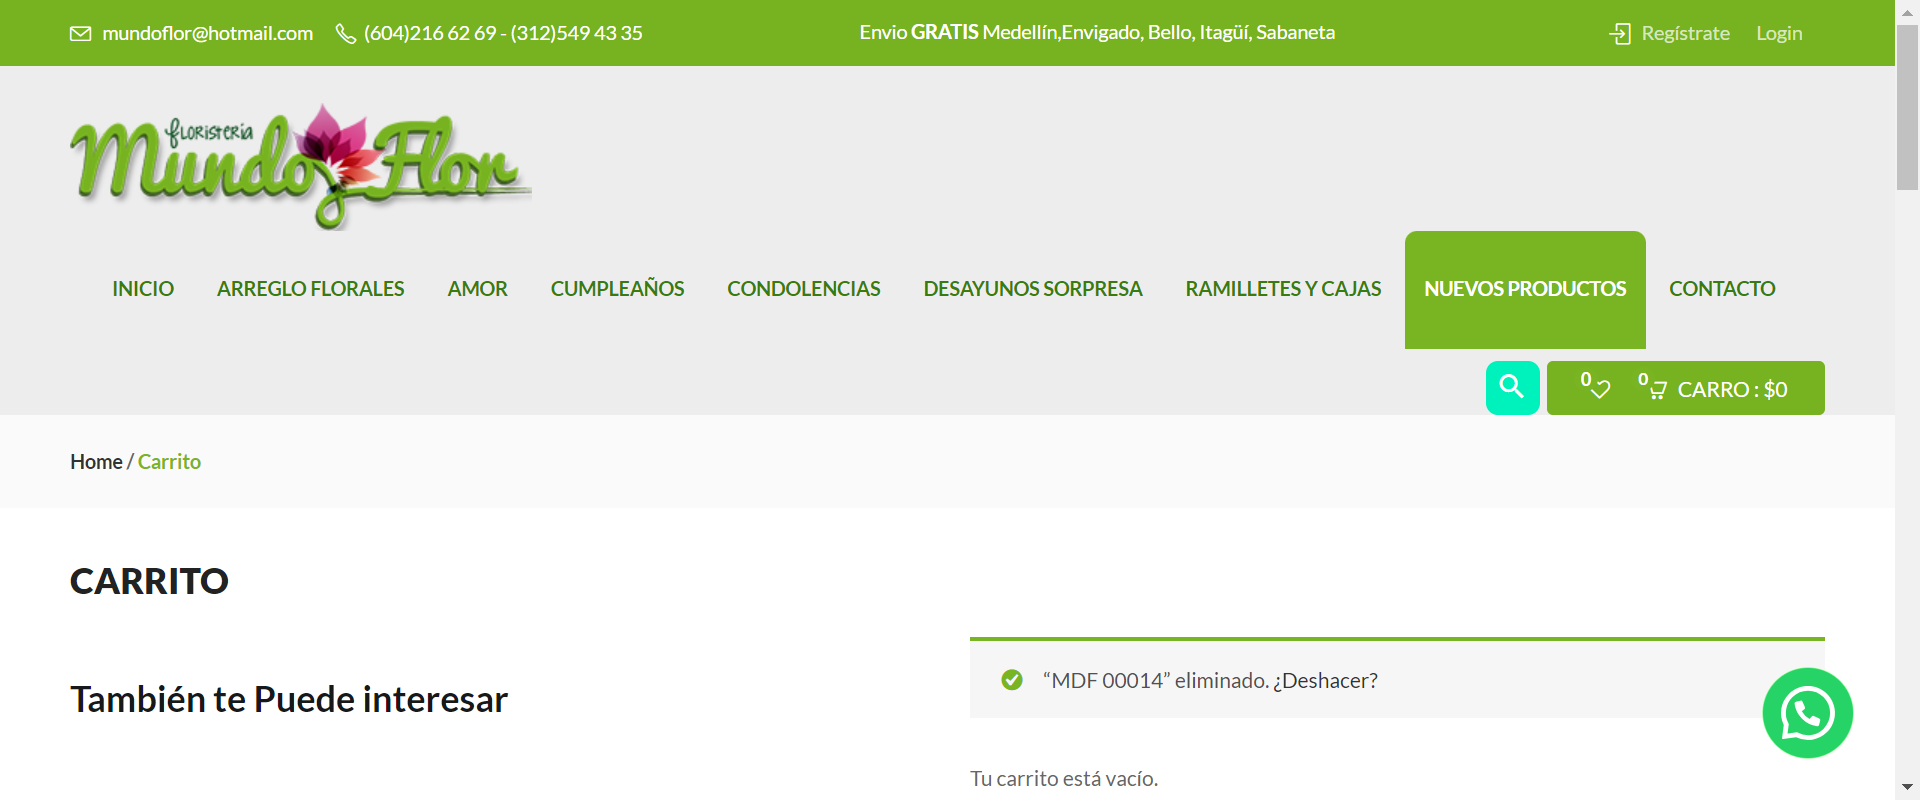 mundoflor@hotmail.com (604)216 62 69 - (312)549 43 35 Envio GRATIS Medellín,Envigado, Bello, Itagüí, Sabaneta Regístrate Login
floristería
Mundo Flor
INICIO ARREGLO FLORALES AMOR CUMPLEAÑOS CONDOLENCIAS DESAYUNOS SORPRESA RAMILLETES Y CAJAS NUEVOS PRODUCTOS CONTACTO
0 0 CARRO : $0
Home / Carrito
CARRITO
“MDF 00014” eliminado. ¿Deshacer?
También te Puede interesar
Tu carrito está vacío.